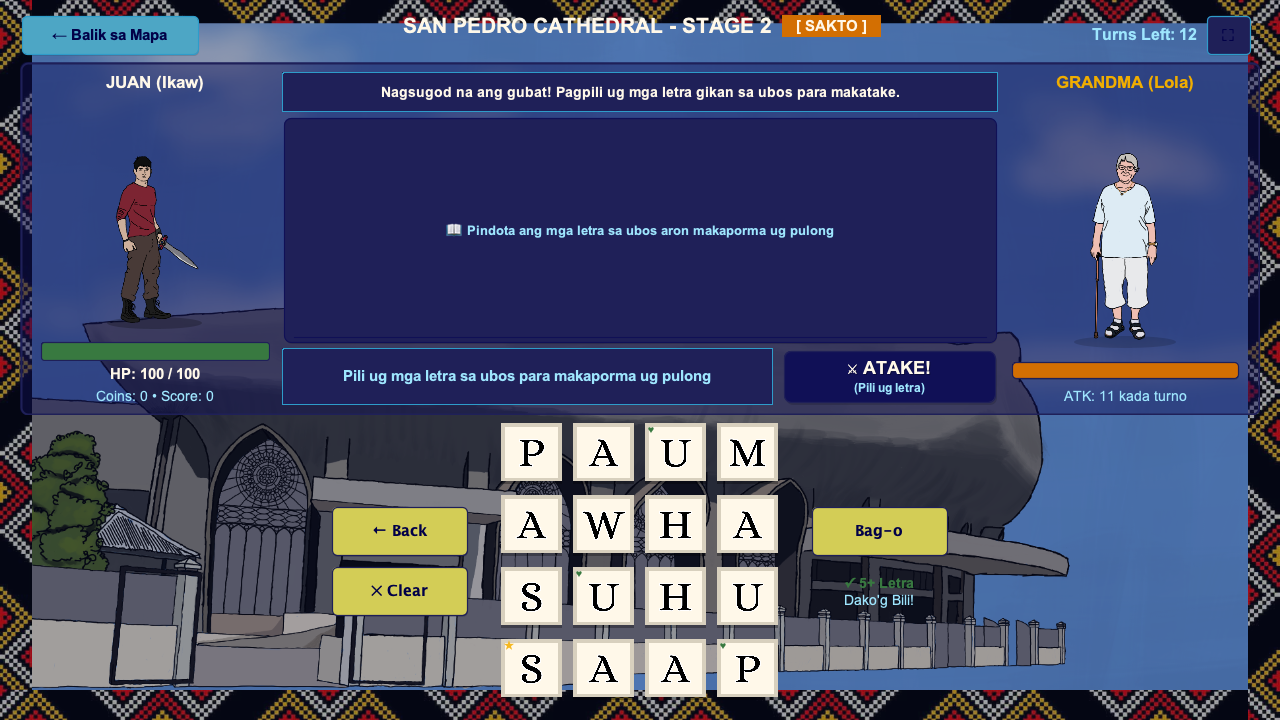 ← Balik sa Mapa
SAN PEDRO CATHEDRAL - STAGE 2
[ SAKTO ]
Turns Left: 12
JUAN (Ikaw)
Nagsugod na ang gubat! Pagpili ug mga letra gikan sa ubos para makatake.
GRANDMA (Lola)
📖 Pindota ang mga letra sa ubos aron makaporma ug pulong
HP: 100 / 100
Coins: 0 • Score: 0
Pili ug mga letra sa ubos para makaporma ug pulong
⚔ ATAKE!
(Pili ug letra)
ATK: 11 kada turno
P A U M
A W H A
S U H U
S A A P
← Back
✕ Clear
Bag-o
✓ 5+ Letra
Dako'g Bili!